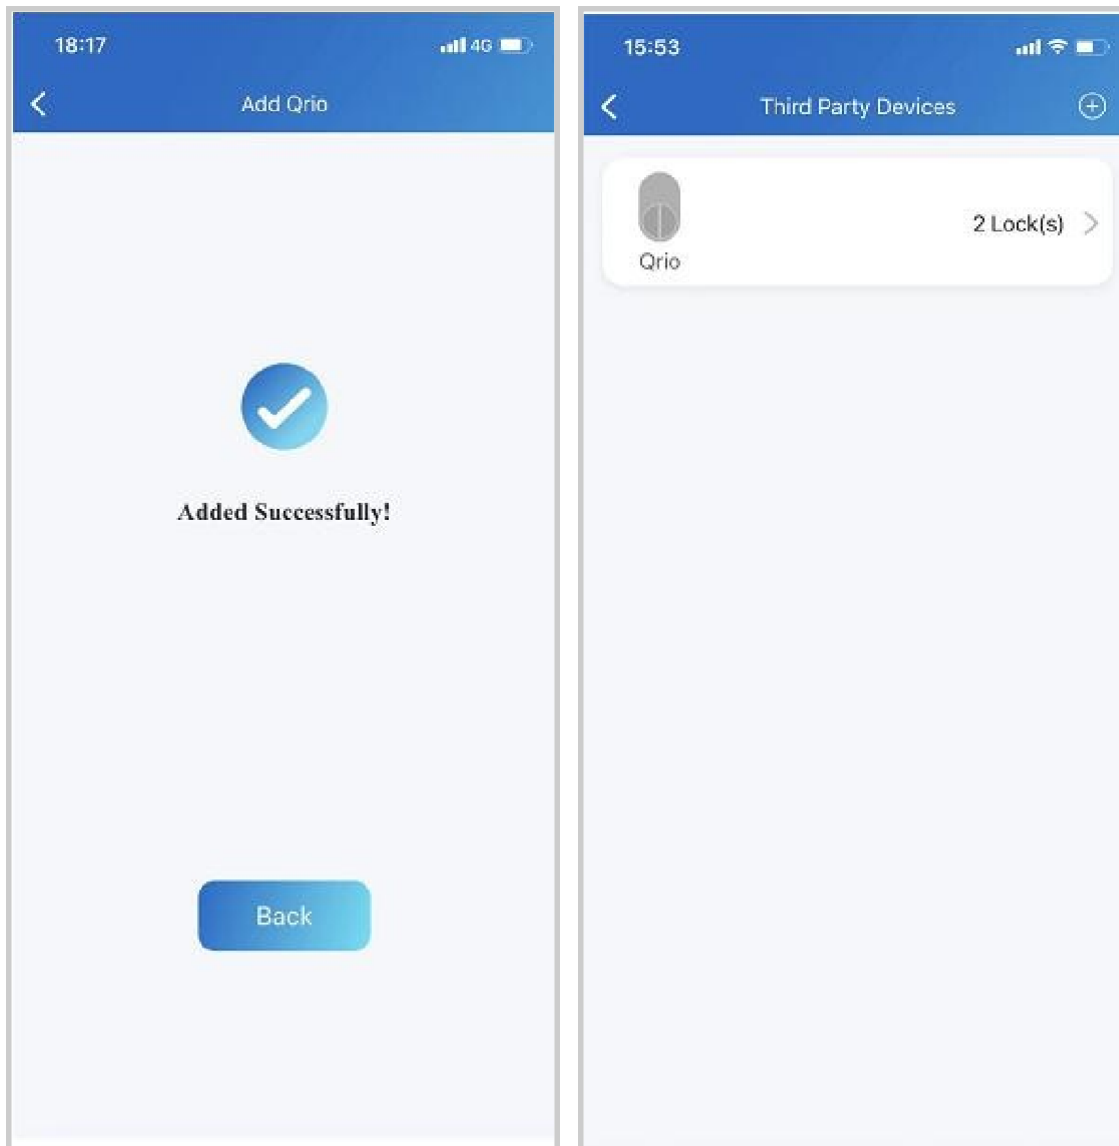 18:17
4G
Add Qrio
Added Successfully!
Back
15:53
Third Party Devices
2 Lock(s)
Qrio